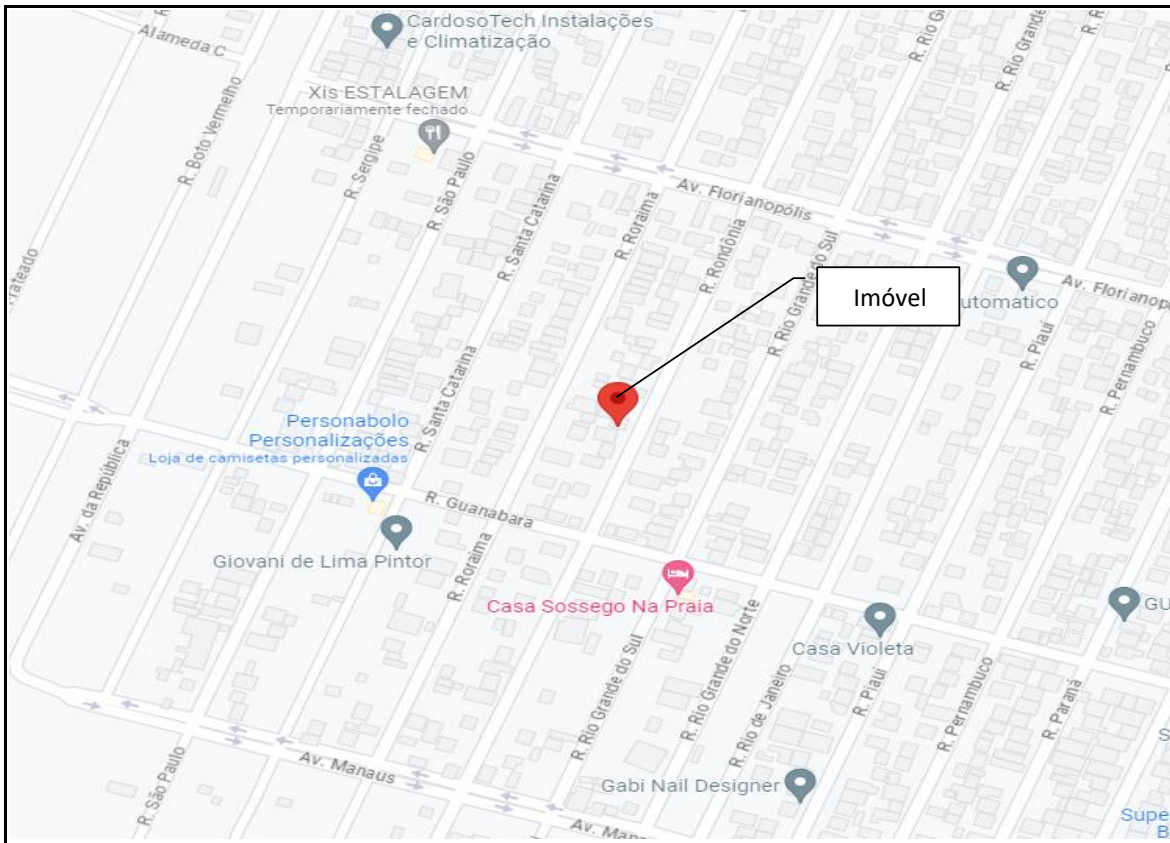 CardosoTech Instalações
e Climatização
Alameda C
R. Rio G
R. Rio Grande
R. R
Xis ESTALAGEM
Temporariamente fechado
R. Boto Vermelho
R. Sergipe
R. São Paulo
R. Santa Catarina
R. Roraima
Av. Florianópolis
R. Rondônia
R. Rio Grande do Sul
Imóvel
utomatico
Av. Florianop
R. Piauí
R. Pernambuco
rateado
R. Santa Catarina
Personabolo
Personalizações
Loja de camisetas personalizadas
Av. da República
R. Guanabara
Giovani de Lima Pintor
R. Roraima
Casa Sossego Na Praia
GU
Casa Violeta
R. Rio Grande do Sul
R. Rio Grande do Norte
R. Rio de Janeiro
R. Piauí
R. Pernambuco
R. Paraná
S
R. São Paulo
Av. Manaus
Gabi Nail Designer
Av. Man
Supe
B